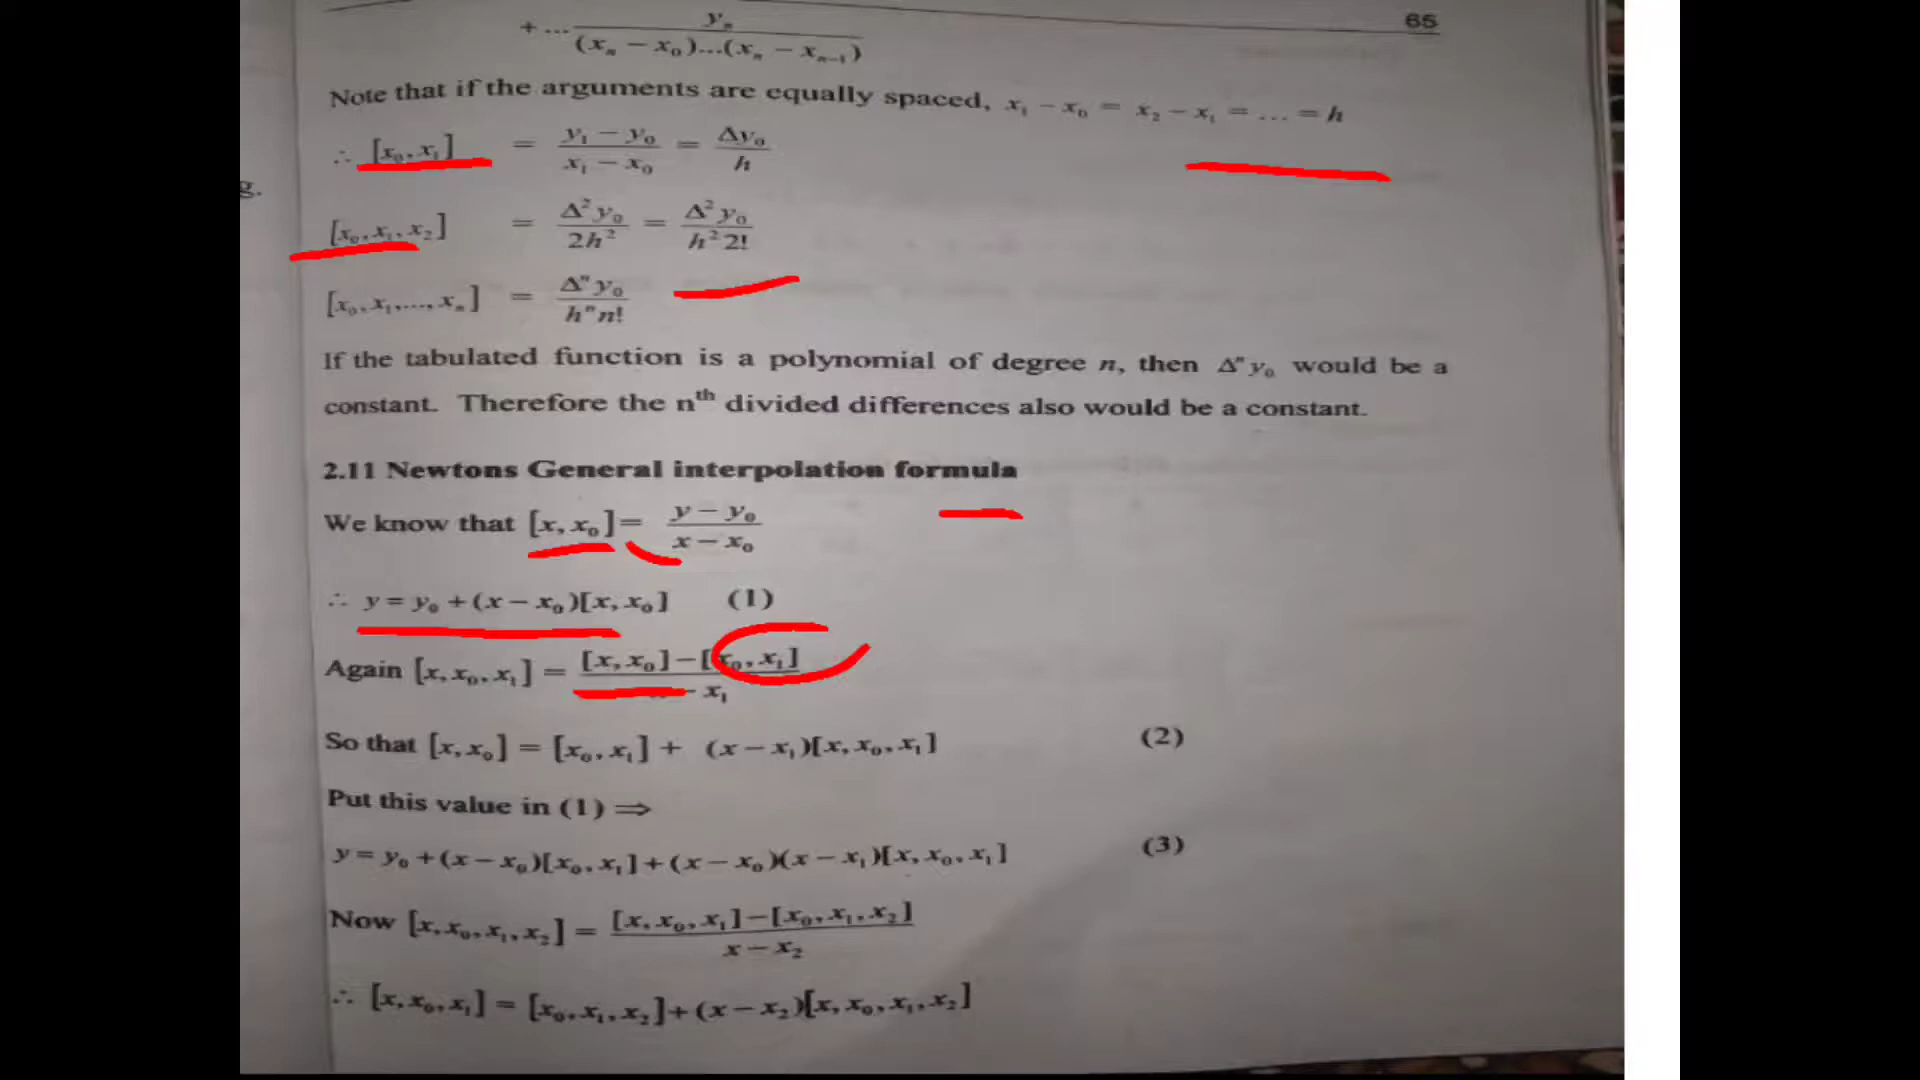 65
+ ... yₙ / (xₙ − x₀)...(xₙ − xₙ₋₁)
Note that if the arguments are equally spaced, x₁ − x₀ = x₂ − x₁ = ... = h
∴ [x₀, x₁] = (y₁ − y₀) / (x₁ − x₀) = Δy₀ / h
g.
[x₀, x₁, x₂] = Δ²y₀ / 2h² = Δ²y₀ / h²2!
[x₀, x₁,..., xₙ] = Δⁿy₀ / hⁿn!
If the tabulated function is a polynomial of degree n, then Δⁿy₀ would be a
constant. Therefore the nᵗʰ divided differences also would be a constant.
2.11 Newtons General interpolation formula
We know that [x, x₀] = (y − y₀) / (x − x₀)
∴ y = y₀ + (x − x₀)[x, x₀] (1)
Again [x, x₀, x₁] = [x, x₀] − [x₀, x₁] / − x₁
So that [x, x₀] = [x₀, x₁] + (x − x₁)[x, x₀, x₁] (2)
Put this value in (1) ⇒
y = y₀ + (x − x₀)[x₀, x₁] + (x − x₀)(x − x₁)[x, x₀, x₁] (3)
Now [x, x₀, x₁, x₂] = [x, x₀, x₁] − [x₀, x₁, x₂] / x − x₂
∴ [x, x₀, x₁] = [x₀, x₁, x₂] + (x − x₂)[x, x₀, x₁, x₂]